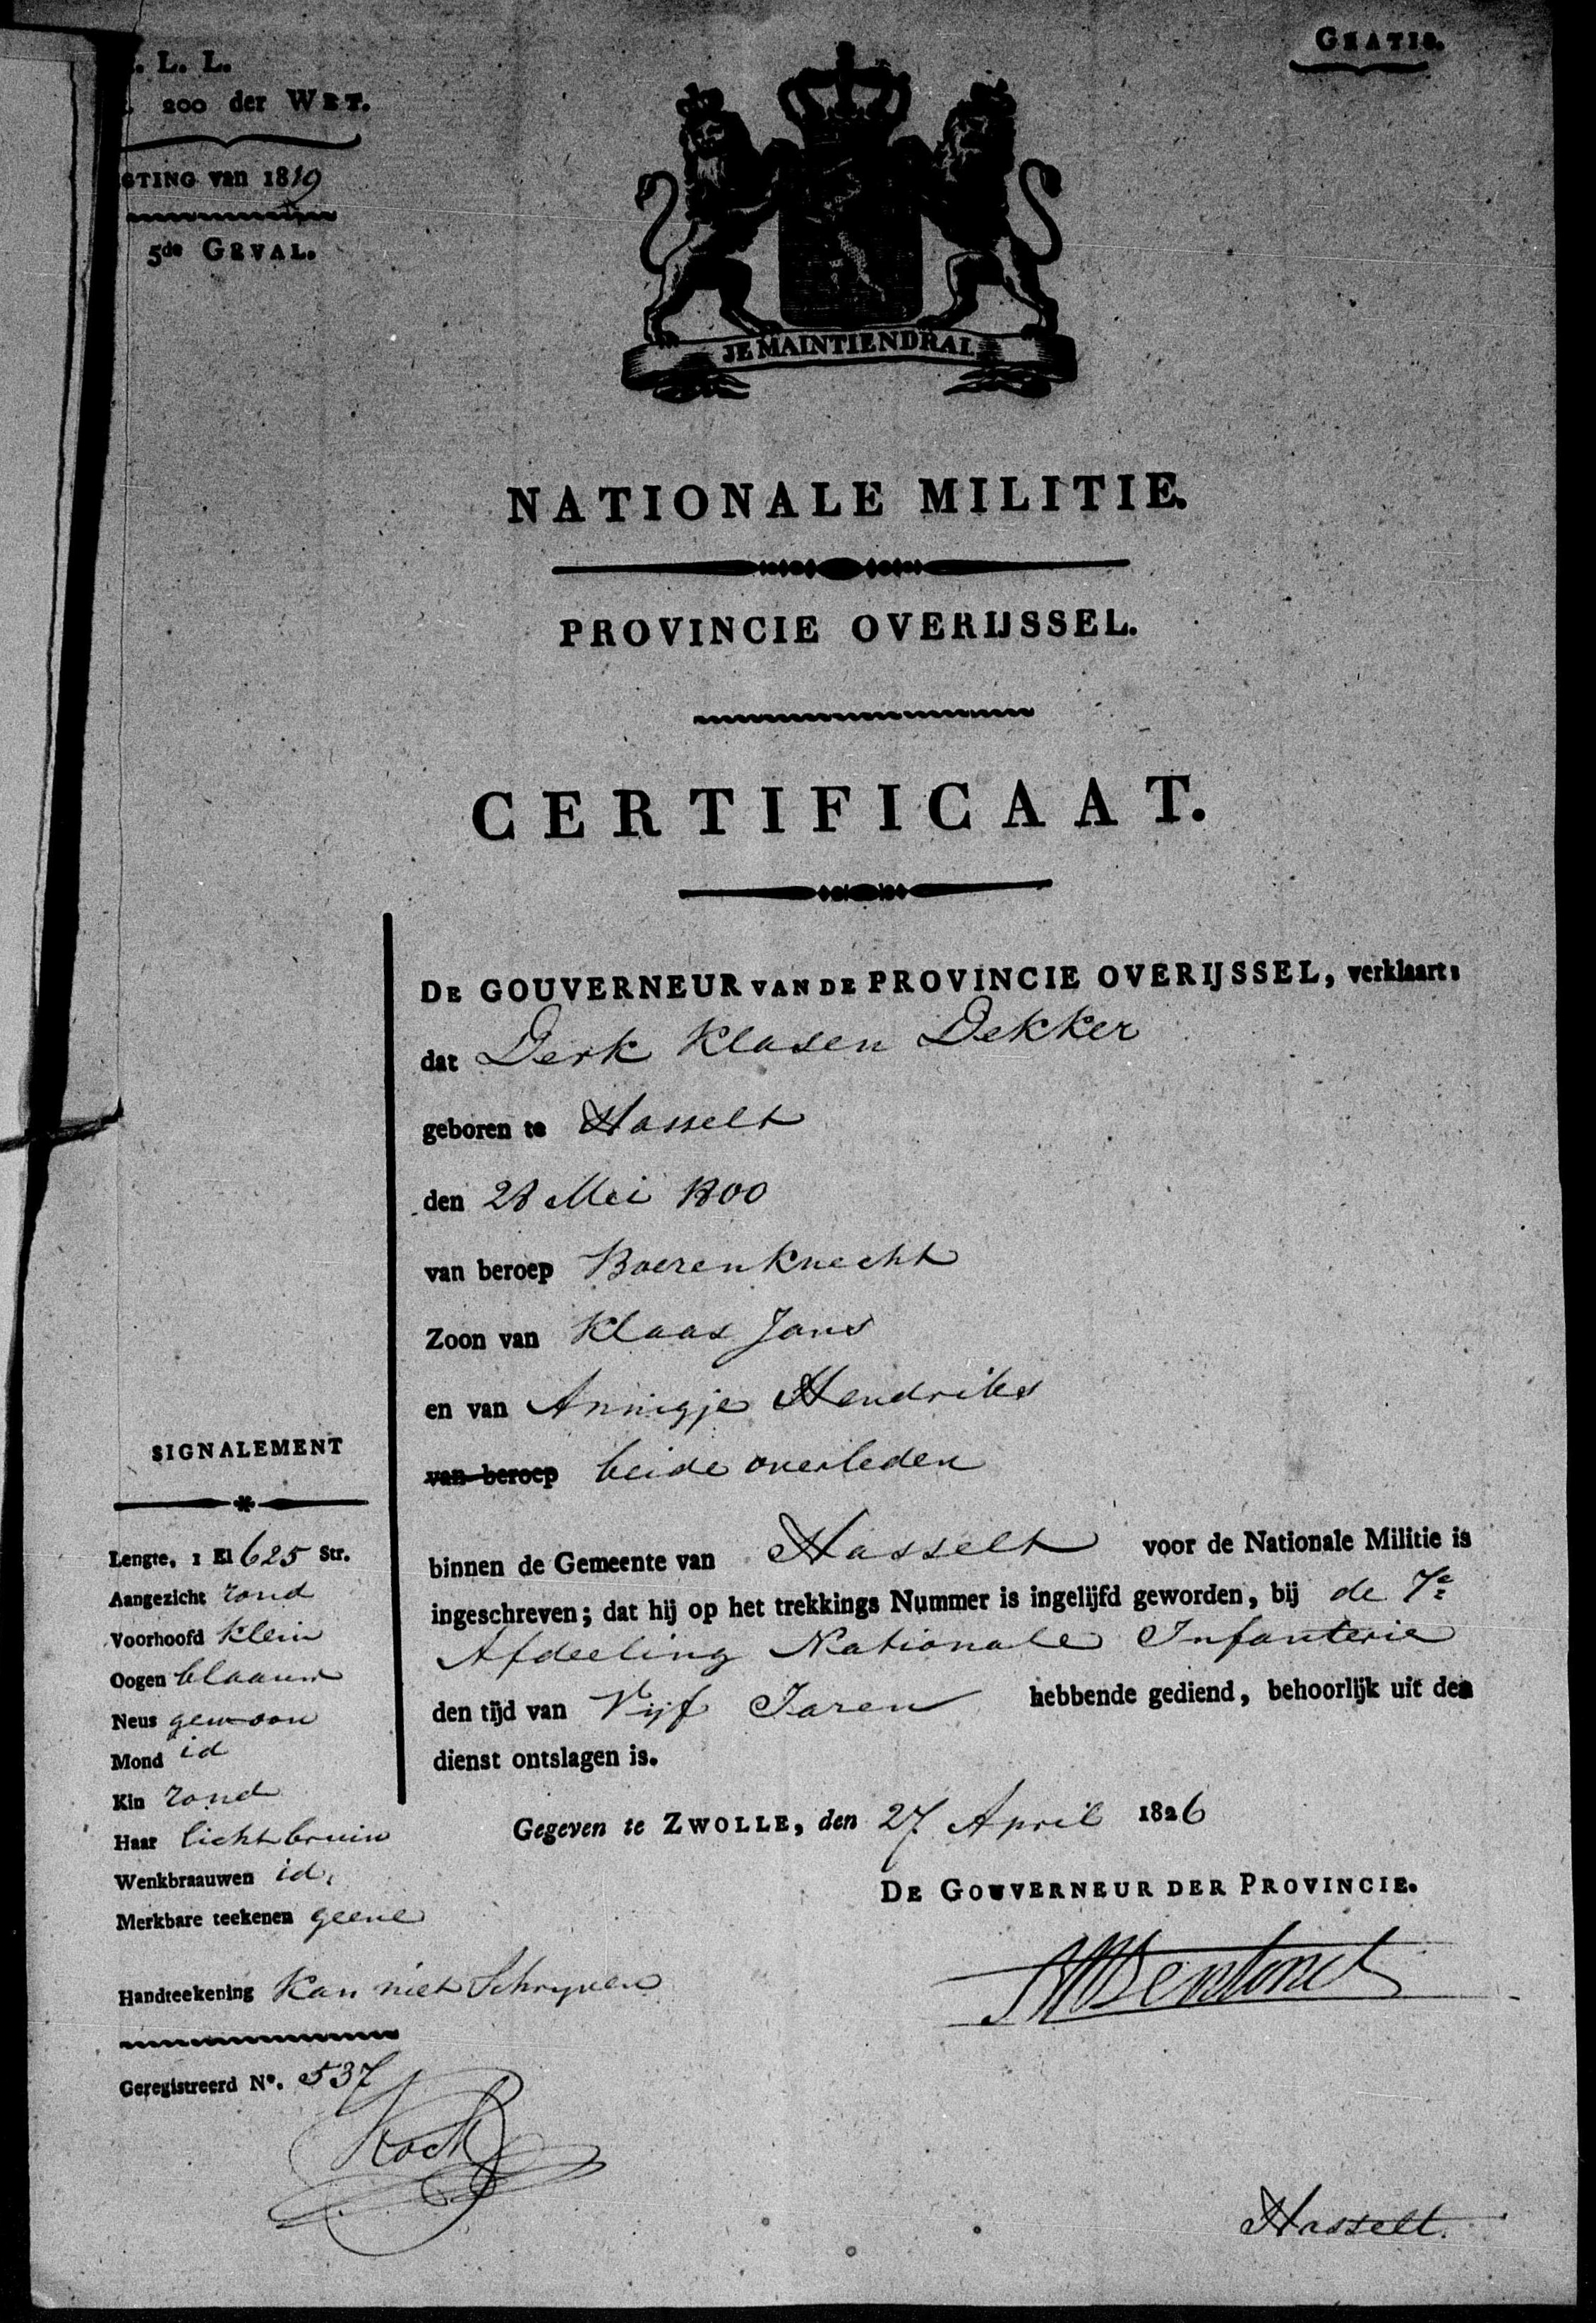 L. L.
200 der WET.
GTING van 1819
5de GEVAL.
GRATIS.
JE MAINTIENDRAI
NATIONALE MILITIE.
PROVINCIE OVERIJSSEL.
CERTIFICAAT.
DE GOUVERNEUR VAN DE PROVINCIE OVERIJSSEL, verklaart:
dat Derk Klasen Dekker
geboren te Hasselt
den 28 Mei 1800
van beroep Boerenknecht
Zoon van Klaas Jans
en van Annigje Hendriks
van beroep beide overleden
binnen de Gemeente van Hasselt voor de Nationale Militie is
ingeschreven; dat hij op het trekkings Nummer is ingelijfd geworden, bij de 7e
Afdeeling Nationale Infanterie
den tijd van Vijf Jaren hebbende gediend, behoorlijk uit den
dienst ontslagen is.
Gegeven te ZWOLLE, den 27 April 1826
DE GOUVERNEUR DER PROVINCIE.
SIGNALEMENT
Lengte, 1 El 625 Str.
Aangezicht rond
Voorhoofd klein
Oogen blaauw
Neus gewoon
Mond id
Kin rond
Haar lichtbruin
Wenkbraauwen id.
Merkbare teekenen geene
Handteekening Kan niet Schryven
Geregistreerd No. 537
Kock
Hasselt.